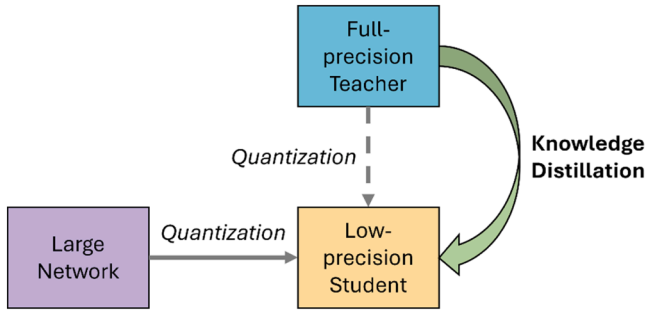 Full-
precision
Teacher
Quantization
Knowledge
Distillation
Large
Network
Quantization
Low-
precision
Student